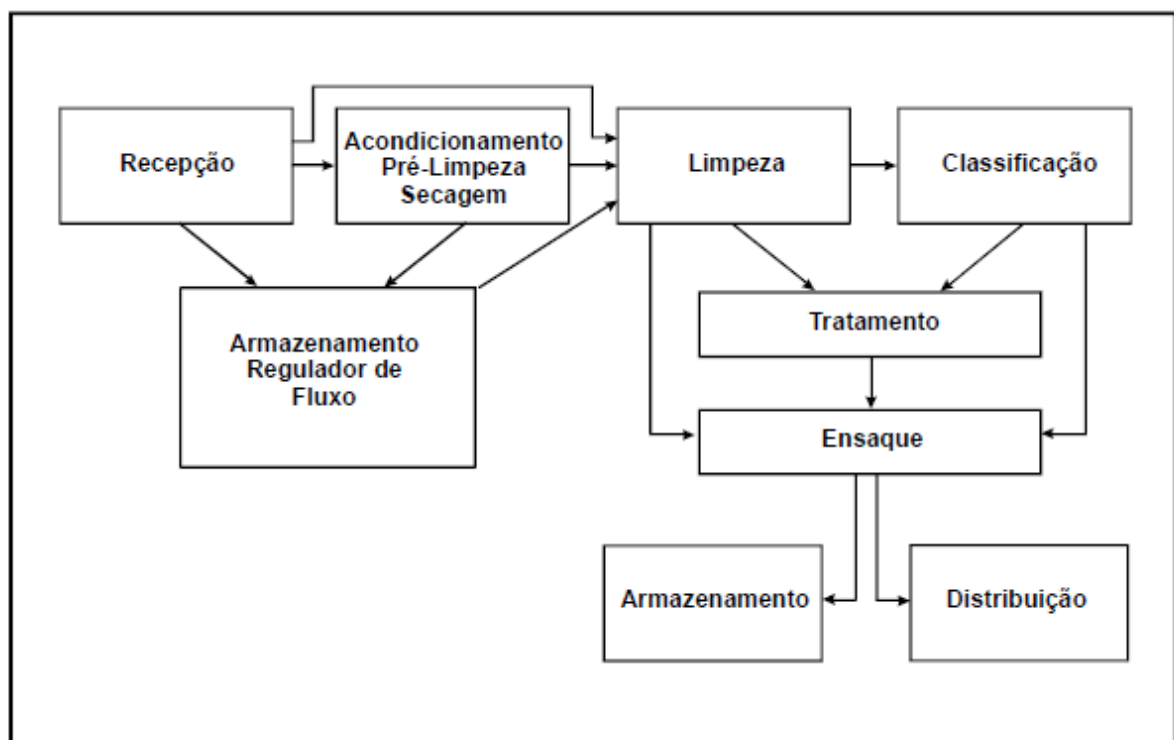 Recepção
Acondicionamento
Pré-Limpeza
Secagem
Limpeza
Classificação
Armazenamento
Regulador de
Fluxo
Tratamento
Ensaque
Armazenamento
Distribuição